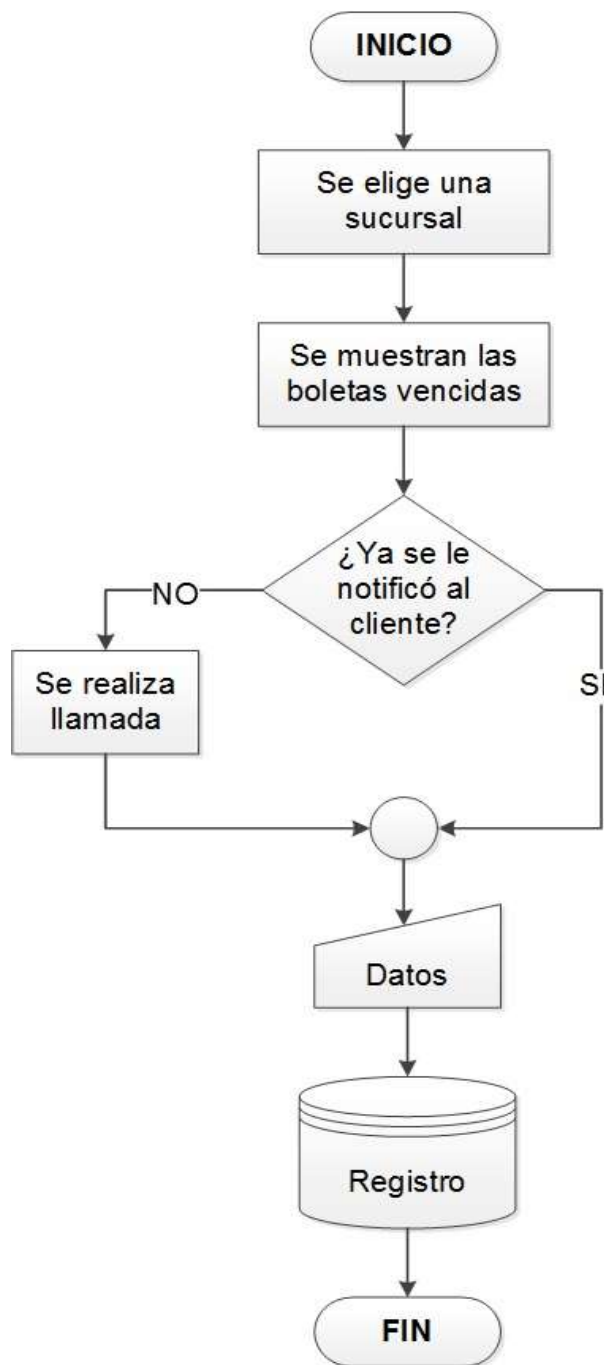 INICIO
Se elige una
sucursal
Se muestran las
boletas vencidas
¿Ya se le
notificó al
cliente?
NO
SI
Se realiza
llamada
Datos
Registro
FIN